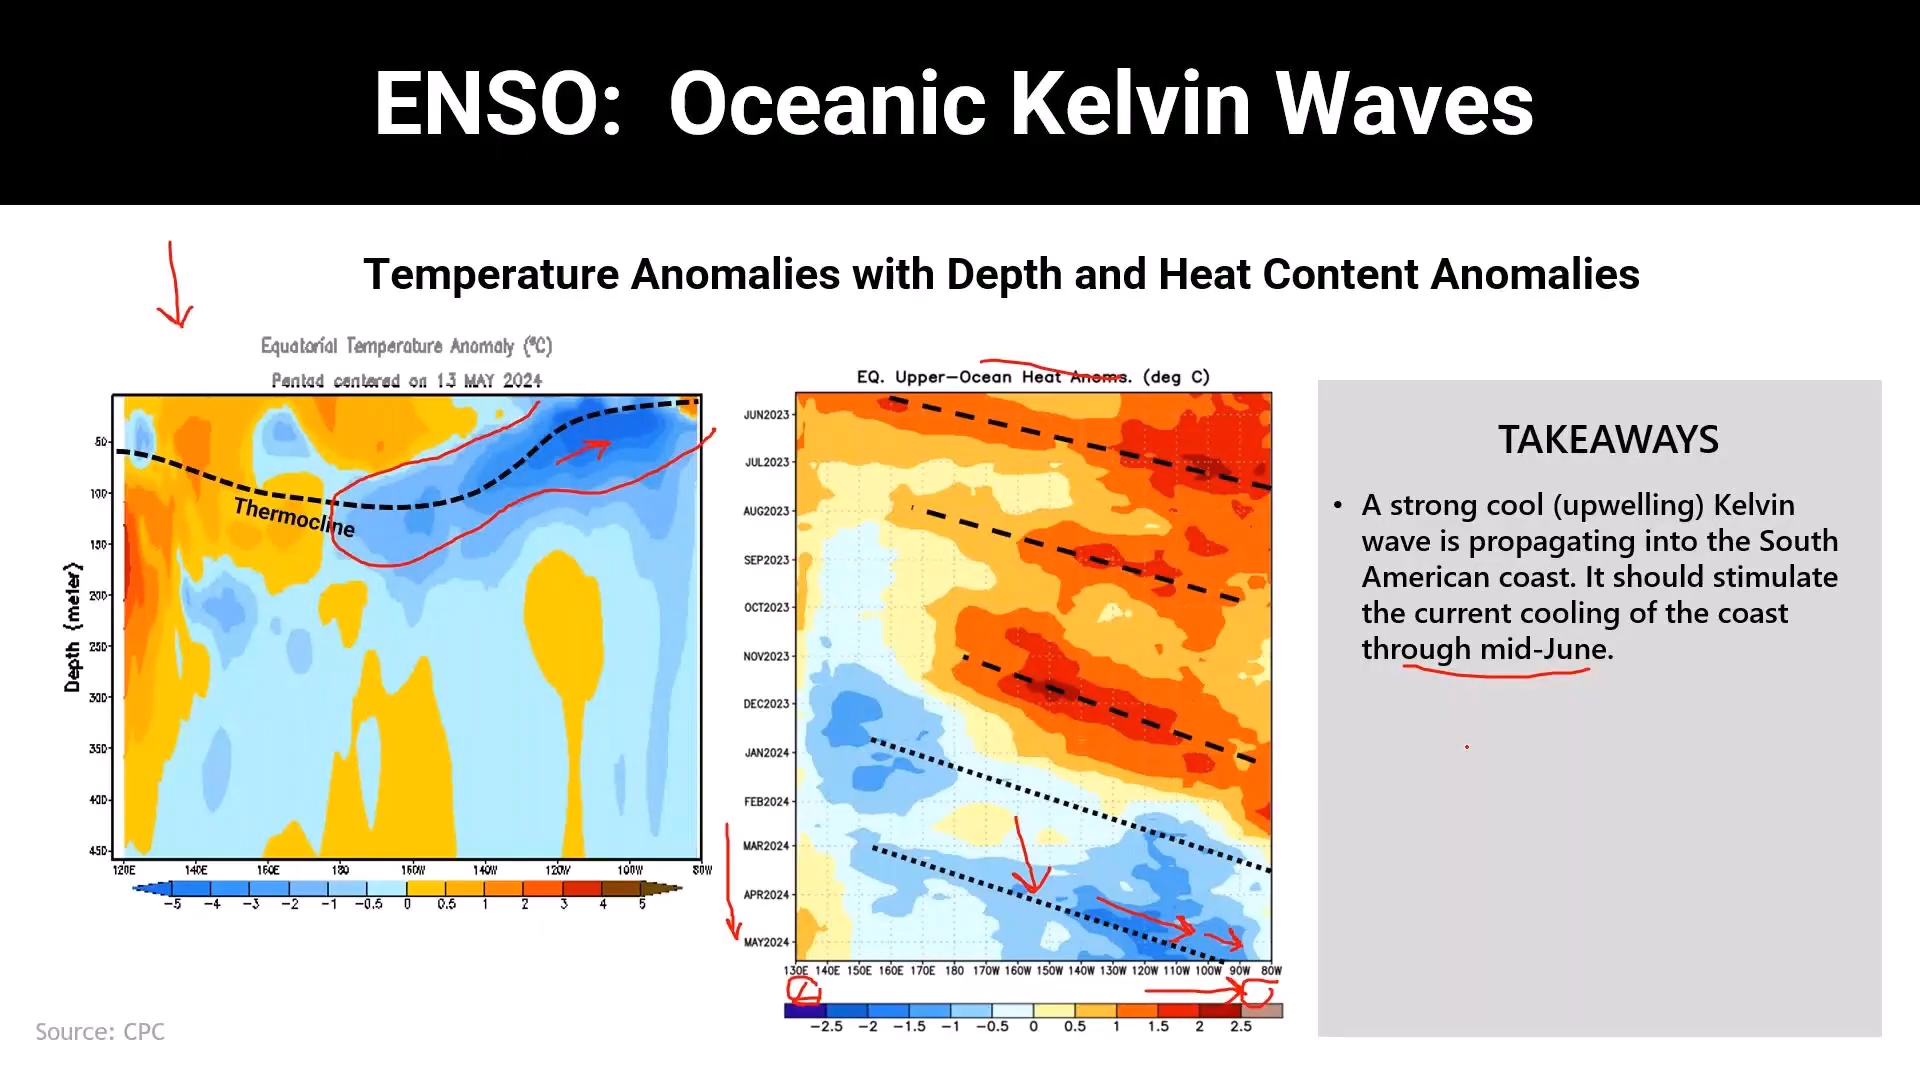 ENSO:  Oceanic Kelvin Waves
Temperature Anomalies with Depth and Heat Content Anomalies
Equatorial Temperature Anomaly (°C)
Pentad centered on 13 MAY 2024
Depth (meter)
50
100
150
200
250
300
350
400
450
Thermocline
120E 140E 160E 180 160W 140W 120W 100W 80W
-5 -4 -3 -2 -1 -0.5 0 0.5 1 2 3 4 5
EQ. Upper-Ocean Heat Anoms. (deg C)
JUN2023
JUL2023
AUG2023
SEP2023
OCT2023
NOV2023
DEC2023
JAN2024
FEB2024
MAR2024
APR2024
MAY2024
130E 140E 150E 160E 170E 180 170W 160W 150W 140W 130W 120W 110W 100W 90W 80W
-2.5 -2 -1.5 -1 -0.5 0 0.5 1 1.5 2 2.5
TAKEAWAYS
• A strong cool (upwelling) Kelvin
wave is propagating into the South
American coast. It should stimulate
the current cooling of the coast
through mid-June.
Source: CPC